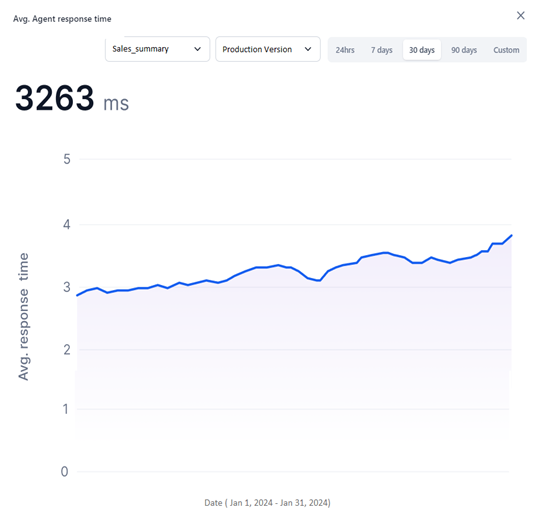 Avg. Agent response time
Sales_summary Production Version 24hrs 7 days 30 days 90 days Custom
3263 ms
5
4
3
2
1
0
Avg. response time
Date ( Jan 1, 2024 - Jan 31, 2024)